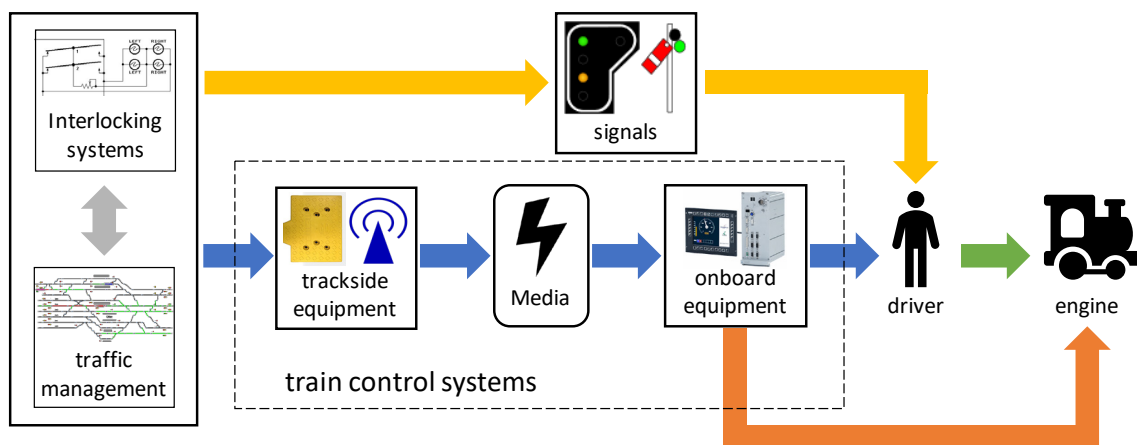 LEFT RIGHT
LEFT RIGHT
Interlocking
systems
signals
trackside
equipment
Media
onboard
equipment
driver
engine
traffic
management
train control systems